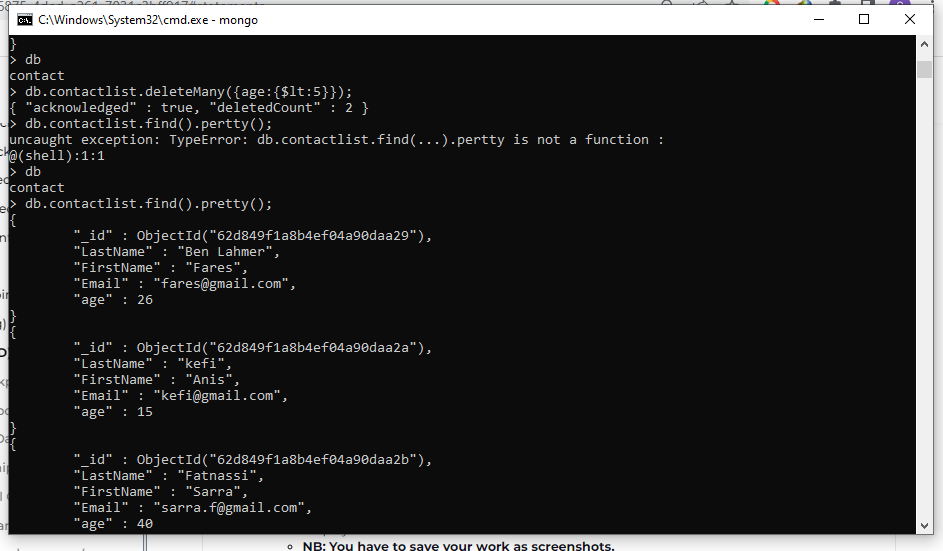 C:\Windows\System32\cmd.exe - mongo
}
> db
contact
> db.contactlist.deleteMany({age:{$lt:5}});
{ "acknowledged" : true, "deletedCount" : 2 }
> db.contactlist.find().pertty();
uncaught exception: TypeError: db.contactlist.find(...).pertty is not a function :
@(shell):1:1
> db
contact
> db.contactlist.find().pretty();
{
"_id" : ObjectId("62d849f1a8b4ef04a90daa29"),
"LastName" : "Ben Lahmer",
"FirstName" : "Fares",
"Email" : "fares@gmail.com",
"age" : 26
}
{
"_id" : ObjectId("62d849f1a8b4ef04a90daa2a"),
"LastName" : "kefi",
"FirstName" : "Anis",
"Email" : "kefi@gmail.com",
"age" : 15
}
{
"_id" : ObjectId("62d849f1a8b4ef04a90daa2b"),
"LastName" : "Fatnassi",
"FirstName" : "Sarra",
"Email" : "sarra.f@gmail.com",
"age" : 40
NB: You have to save your work as screenshots.